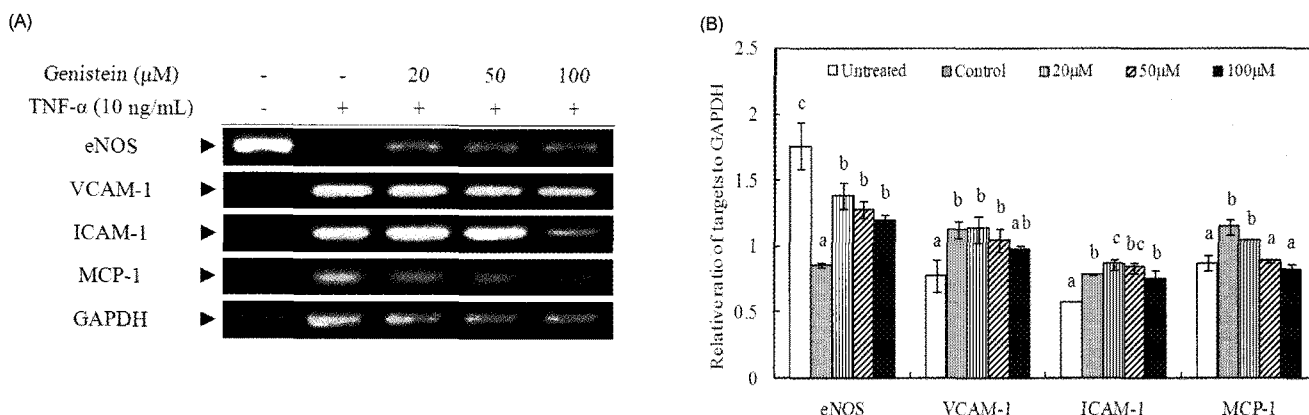 (A)
Genistein (µM) - - 20 50 100
TNF-α (10 ng/mL) - + + + +
eNOS
VCAM-1
ICAM-1
MCP-1
GAPDH
(B)
Relative ratio of targets to GAPDH
2.5
2
1.5
1
0.5
0
Untreated Control 20µM 50µM 100µM
c a b b b
a b b b ab
a b c bc b
a b b a a
eNOS VCAM-1 ICAM-1 MCP-1